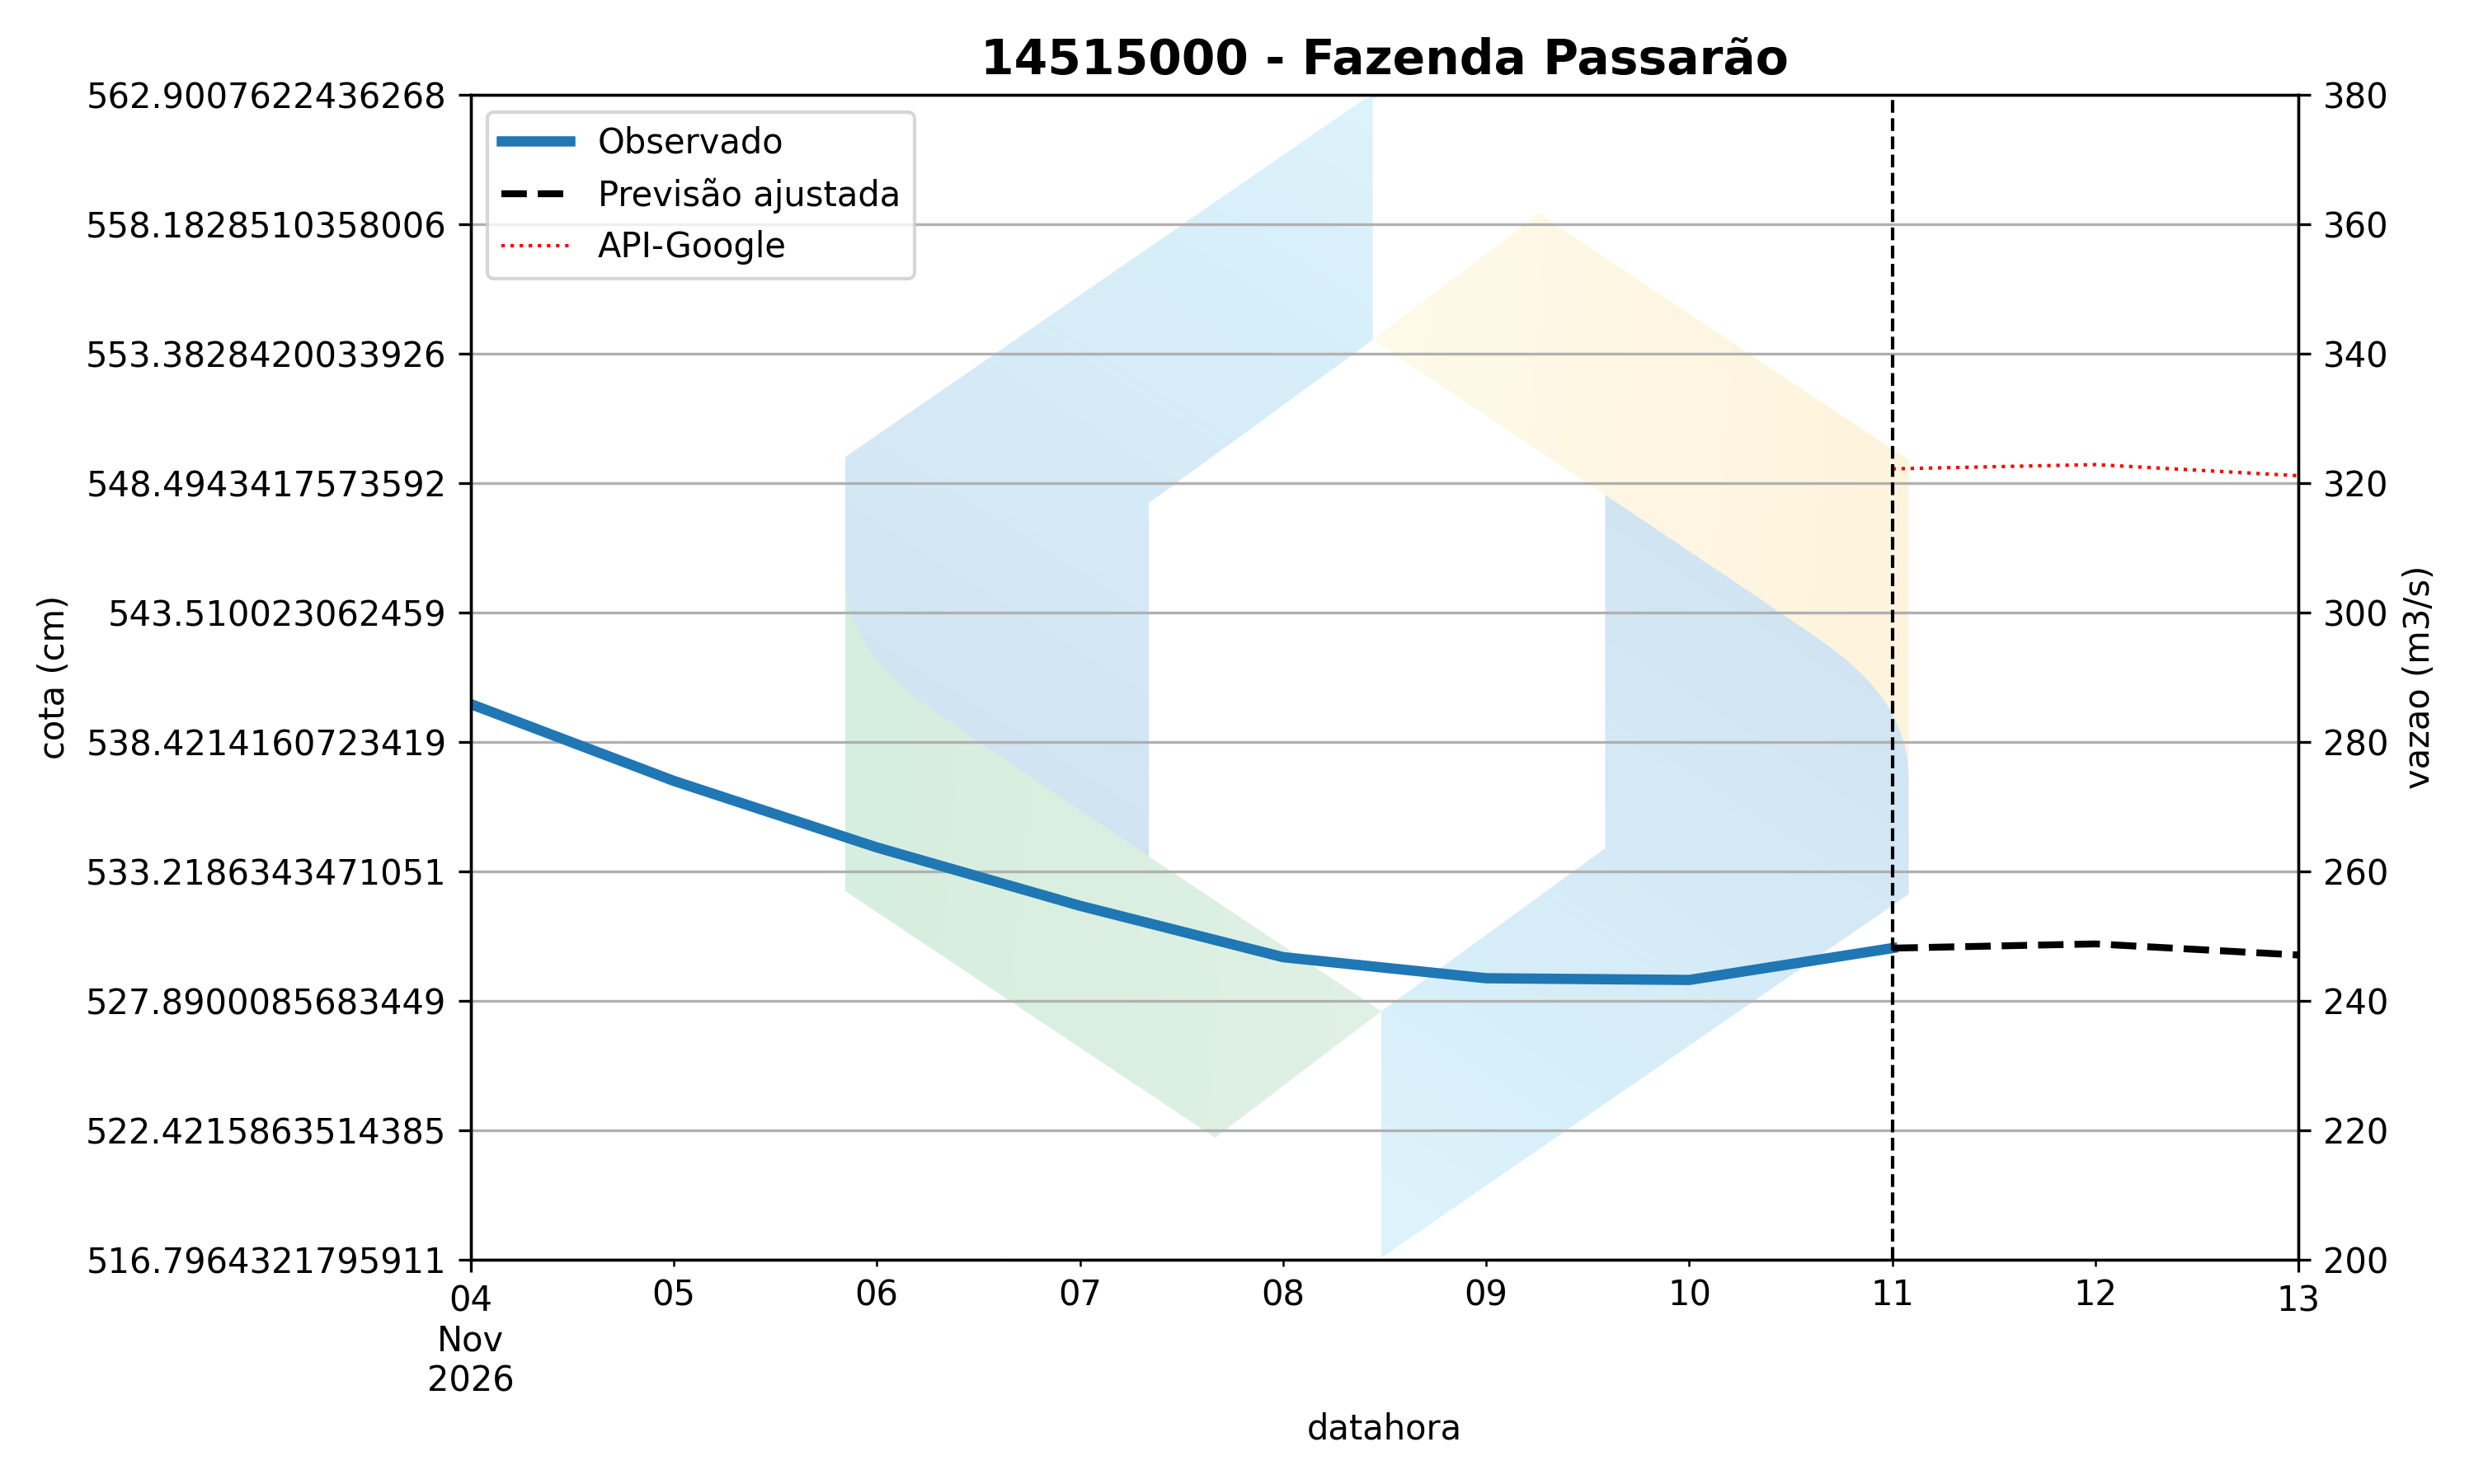 14515000 - Fazenda Passarão
562.9007622436268
558.1828510358006
553.3828420033926
548.4943417573592
543.510023062459
538.4214160723419
533.2186343471051
527.8900085683449
522.4215863514385
516.7964321795911
cota (cm)
Observado
Previsão ajustada
API-Google
380
360
340
320
300
280
260
240
220
200
vazao (m3/s)
04 05 06 07 08 09 10 11 12 13
Nov
2026
datahora